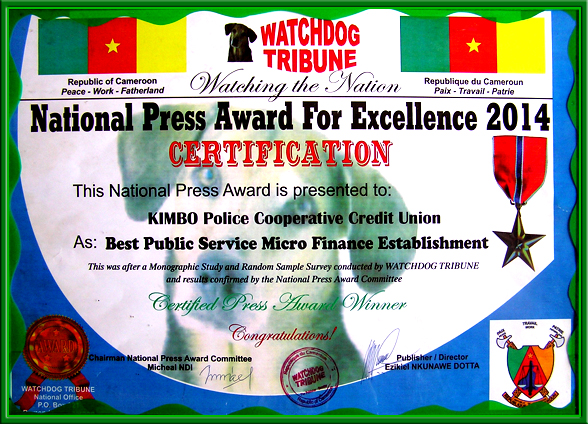 WATCHDOG
TRIBUNE
Watching the Nation
Republic of Cameroon
Peace - Work - Fatherland
Republique du Cameroun
Paix - Travail - Patrie
National Press Award For Excellence 2014
CERTIFICATION
This National Press Award is presented to:
KIMBO Police Cooperative Credit Union
As: Best Public Service Micro Finance Establishment
This was after a Monographic Study and Random Sample Survey conducted by WATCHDOG TRIBUNE
and results confirmed by the National Press Award Committee
Certified Press Award Winner
Congratulations!
AWARD
Chairman National Press Award Committee
Micheal NDI
WATCHDOG
TRIBUNE
Publisher / Director
Ezikiel NKUNAWE DOTTA
WATCHDOG TRIBUNE
National Office
P.O. Box
TRAVAIL